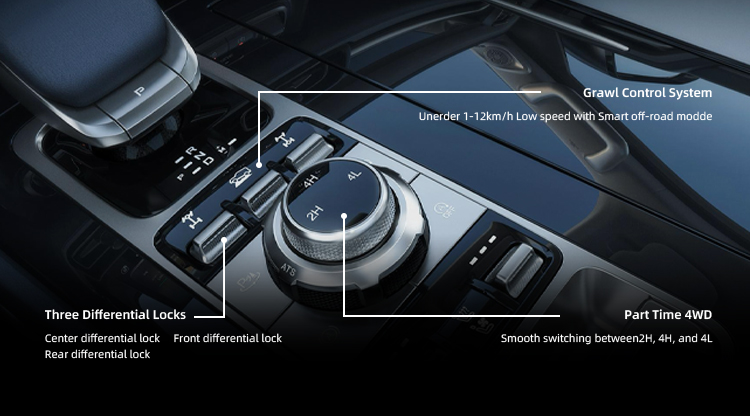 P
Grawl Control System
Unerder 1-12km/h Low speed with Smart off-road modde
R
N
D
4H
4L
2H
OFF
ATS
Three Differential Locks
Center differential lock Front differential lock
Rear differential lock
Part Time 4WD
Smooth switching between2H, 4H, and 4L